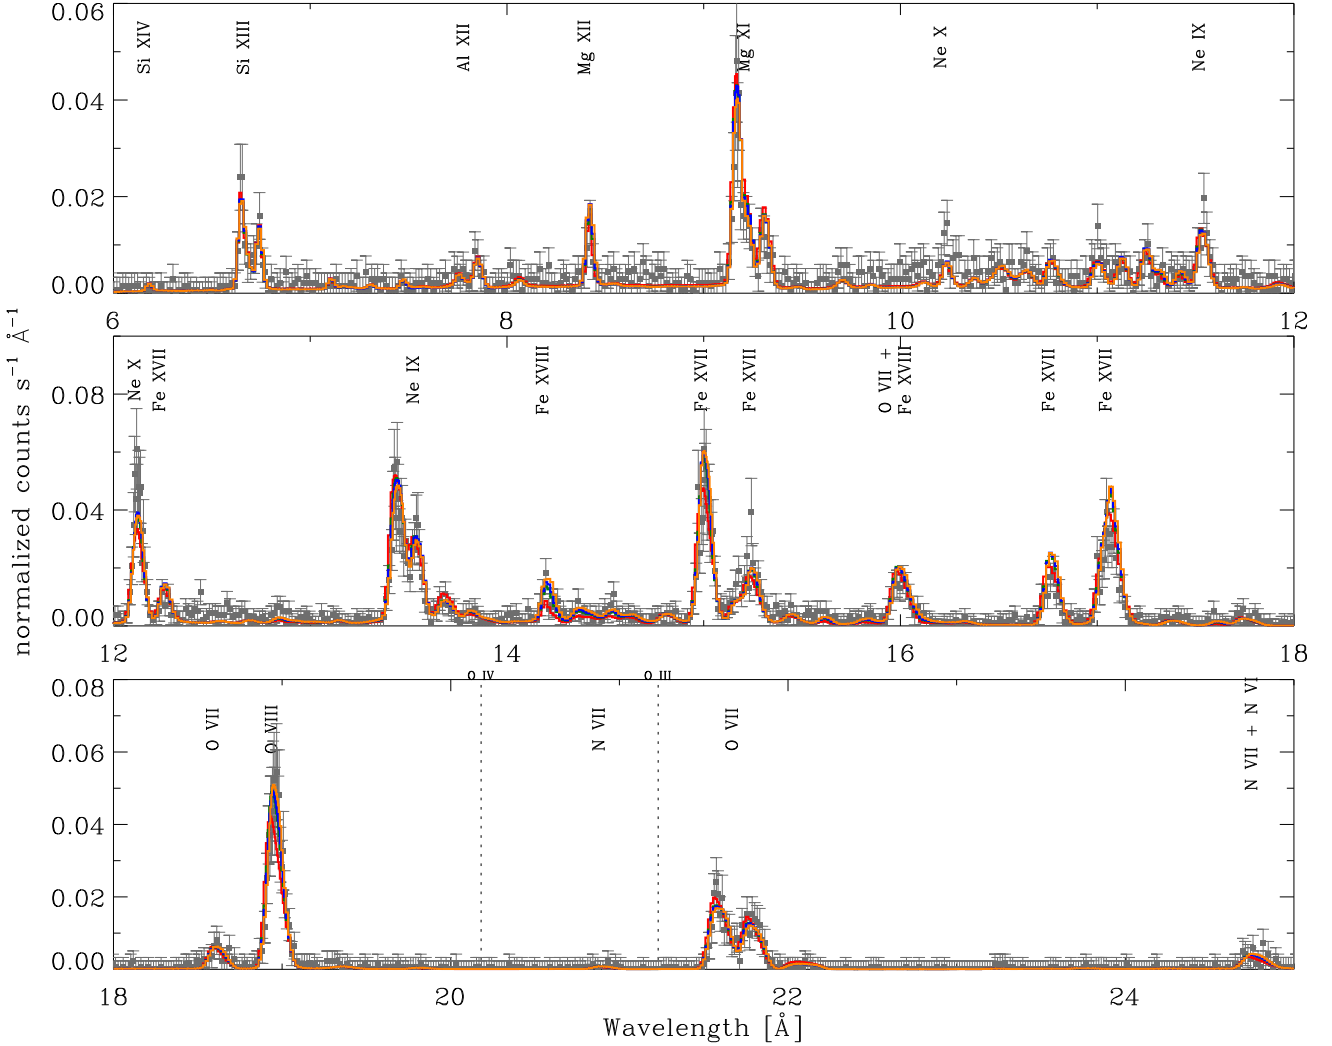 Si XIV
Si XIII
Al XII
Mg XII
Mg XI
Ne X
Ne IX
0.06
0.04
0.02
0.00
6
8
10
12
Ne X
Fe XVII
Ne IX
Fe XVIII
Fe XVII
Fe XVII
O VII +
Fe XVIII
Fe XVII
Fe XVII
0.08
0.04
0.00
12
14
16
18
normalized counts s⁻¹ Å⁻¹
O IV
O III
O VII
O VIII
N VII
O VII
N VII + N VI
0.08
0.06
0.04
0.02
0.00
18
20
22
24
Wavelength [Å]